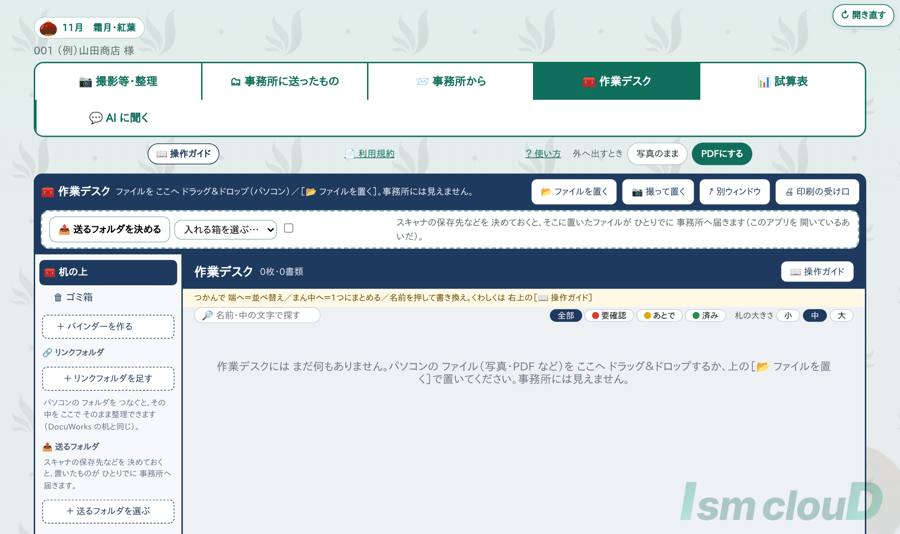 11月 霜月・紅葉
開き直す
001 (例)山田商店 様
撮影等・整理
事務所に送ったもの
事務所から
作業デスク
試算表
AI に聞く
操作ガイド
利用規約
? 使い方
外へ出すとき
写真のまま
PDFにする
作業デスク
ファイルを ここへ ドラッグ&ドロップ(パソコン)/[📂 ファイルを置く]。事務所には見えません。
ファイルを置く
撮って置く
別ウィンドウ
印刷の受け口
送るフォルダを決める
入れる箱を選ぶ…
スキャナの保存先などを 決めておくと、そこに置いたファイルが ひとりでに 事務所へ届きます(このアプリを 開いているあ
いだ)。
机の上
ゴミ箱
+ バインダーを作る
リンクフォルダ
+ リンクフォルダを足す
パソコンの フォルダを つなぐと、その
中を ここで そのまま整理できます
(DocuWorks の机と同じ)。
送るフォルダ
スキャナの保存先などを 決めておく
と、置いたものが ひとりでに 事務所へ
届きます。
+ 送るフォルダを選ぶ
作業デスク 0枚・0書類
操作ガイド
つかんで 端へ=並べ替え/まん中へ=1つにまとめる/名前を押して書き換え。くわしくは 右上の[📖 操作ガイド]
名前・中の文字で探す
全部
要確認
あとで
済み
札の大きさ
小
中
大
作業デスクには まだ何もありません。パソコンの ファイル(写真・PDF など)を ここへ ドラッグ&ドロップするか、上の[📂 ファイルを置
く]で置いてください。事務所には見えません。
Ism clouD